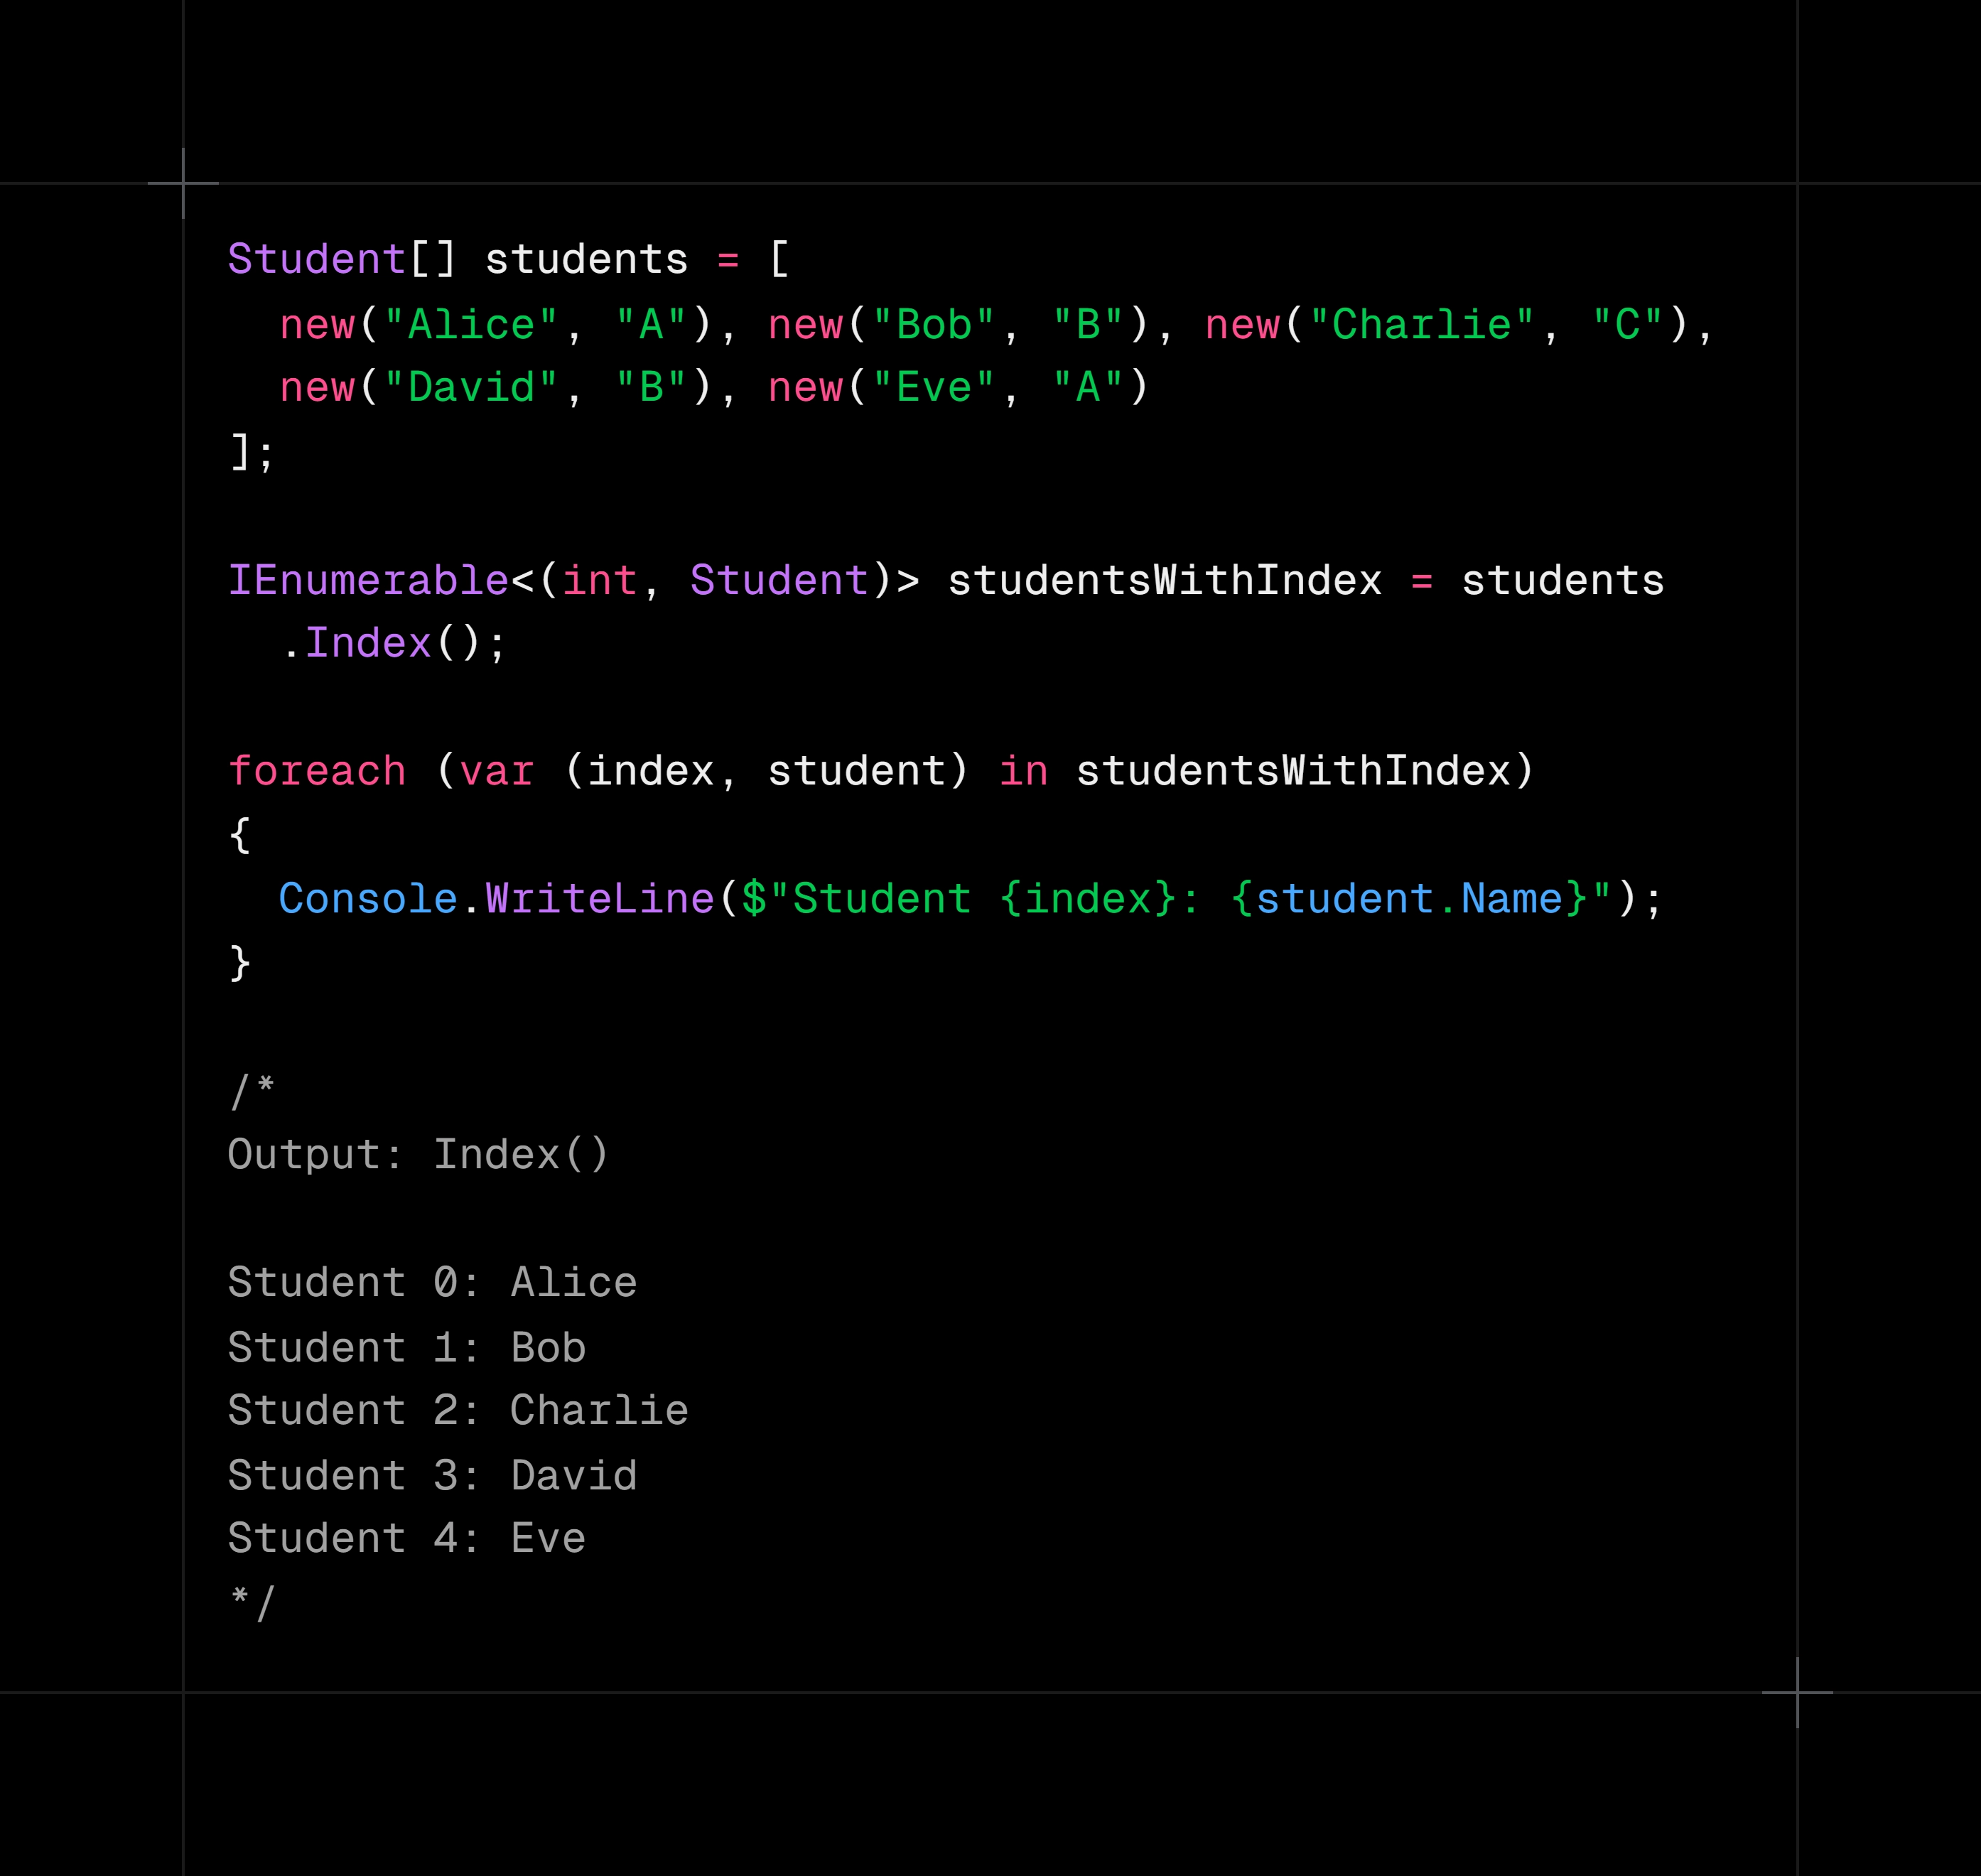 Student[] students = [
  new("Alice", "A"), new("Bob", "B"), new("Charlie", "C"),
  new("David", "B"), new("Eve", "A")
];

IEnumerable<(int, Student)> studentsWithIndex = students
  .Index();

foreach (var (index, student) in studentsWithIndex)
{
  Console.WriteLine($"Student {index}: {student.Name}");
}

/*
Output: Index()

Student 0: Alice
Student 1: Bob
Student 2: Charlie
Student 3: David
Student 4: Eve
*/